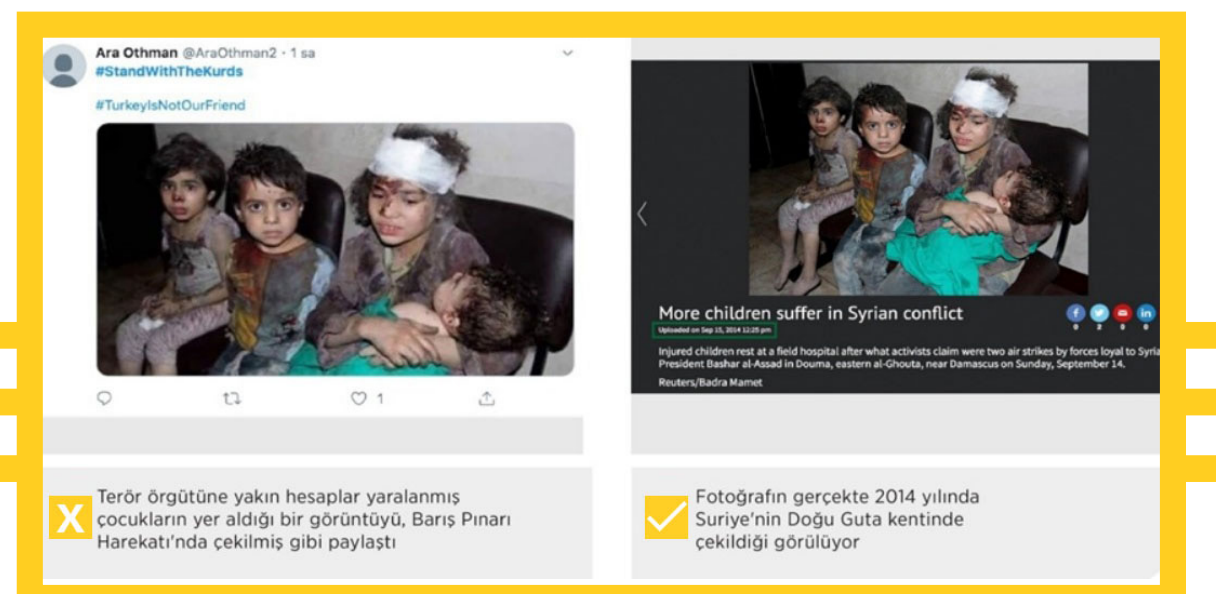 Ara Othman @AraOthman2 · 1 sa
#StandWithTheKurds
#TurkeyIsNotOurFriend
1
X
Terör örgütüne yakın hesaplar yaralanmış
çocukların yer aldığı bir görüntüyü, Barış Pınarı
Harekatı'nda çekilmiş gibi paylaştı
More children suffer in Syrian conflict
Uploaded on Sep 15, 2014 12:25 pm
0 2 0 0
Injured children rest at a field hospital after what activists claim were two air strikes by forces loyal to Syria
President Bashar al-Assad in Douma, eastern al-Ghouta, near Damascus on Sunday, September 14.
Reuters/Badra Mamet
Fotoğrafın gerçekte 2014 yılında
Suriye'nin Doğu Guta kentinde
çekildiği görülüyor